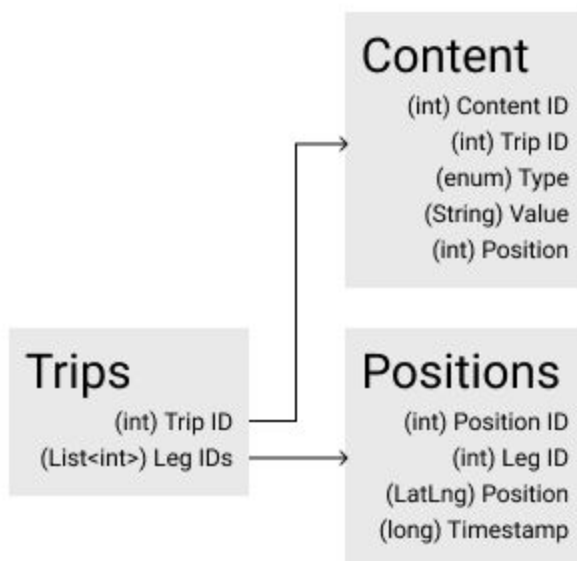 Content
(int) Content ID
(int) Trip ID
(enum) Type
(String) Value
(int) Position
Trips
(int) Trip ID
(List<int>) Leg IDs
Positions
(int) Position ID
(int) Leg ID
(LatLng) Position
(long) Timestamp